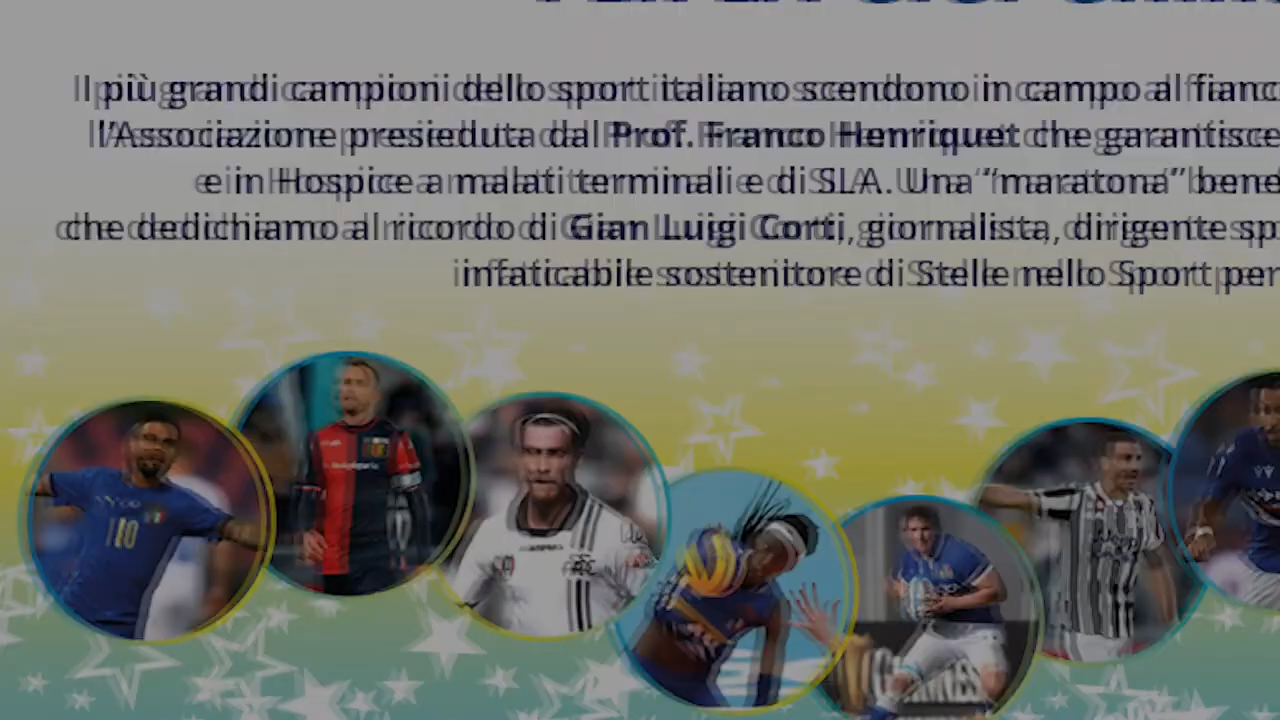 I più grandi campioni dello sport italiano scendono in campo al fianc
l'Associazione presieduta dal Prof. Franco Henriquet che garantisce
e in Hospice a malati terminali e di SLA. Una "maratona" bene
che dedichiamo al ricordo di Gian Luigi Corti, giornalista, dirigente sp
infaticabile sostenitore di Stelle nello Sport per
10